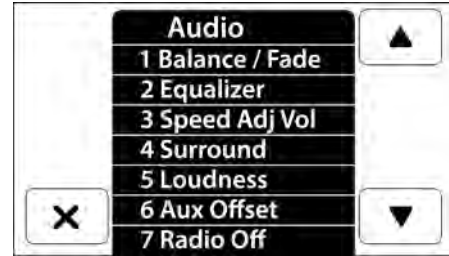 Audio
1 Balance / Fade
2 Equalizer
3 Speed Adj Vol
4 Surround
5 Loudness
6 Aux Offset
7 Radio Off